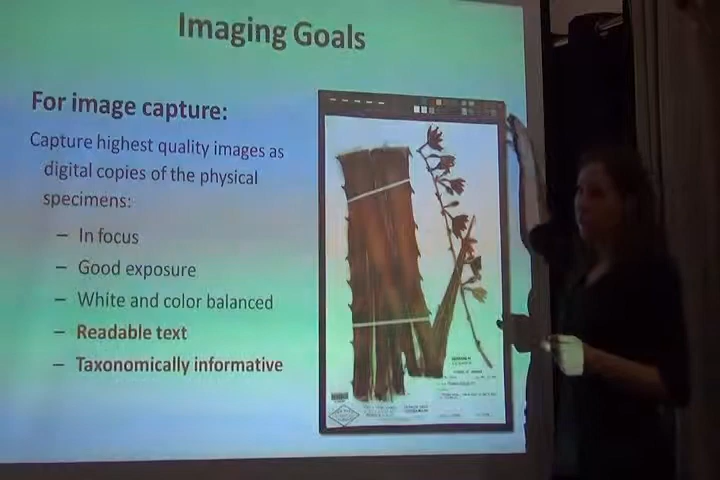 Imaging Goals
For image capture:
Capture highest quality images as
digital copies of the physical
specimens:
– In focus
– Good exposure
– White and color balanced
– Readable text
– Taxonomically informative